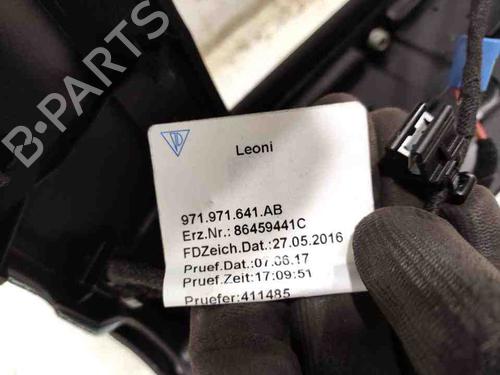 Leoni
971.971.641.AB
Erz.Nr.: 86459441C
FDZeich.Dat.:27.05.2016
Pruef.Dat.:07.06.17
Pruef.Zeit:17:09:51
Pruefer:411485
B-PARTS